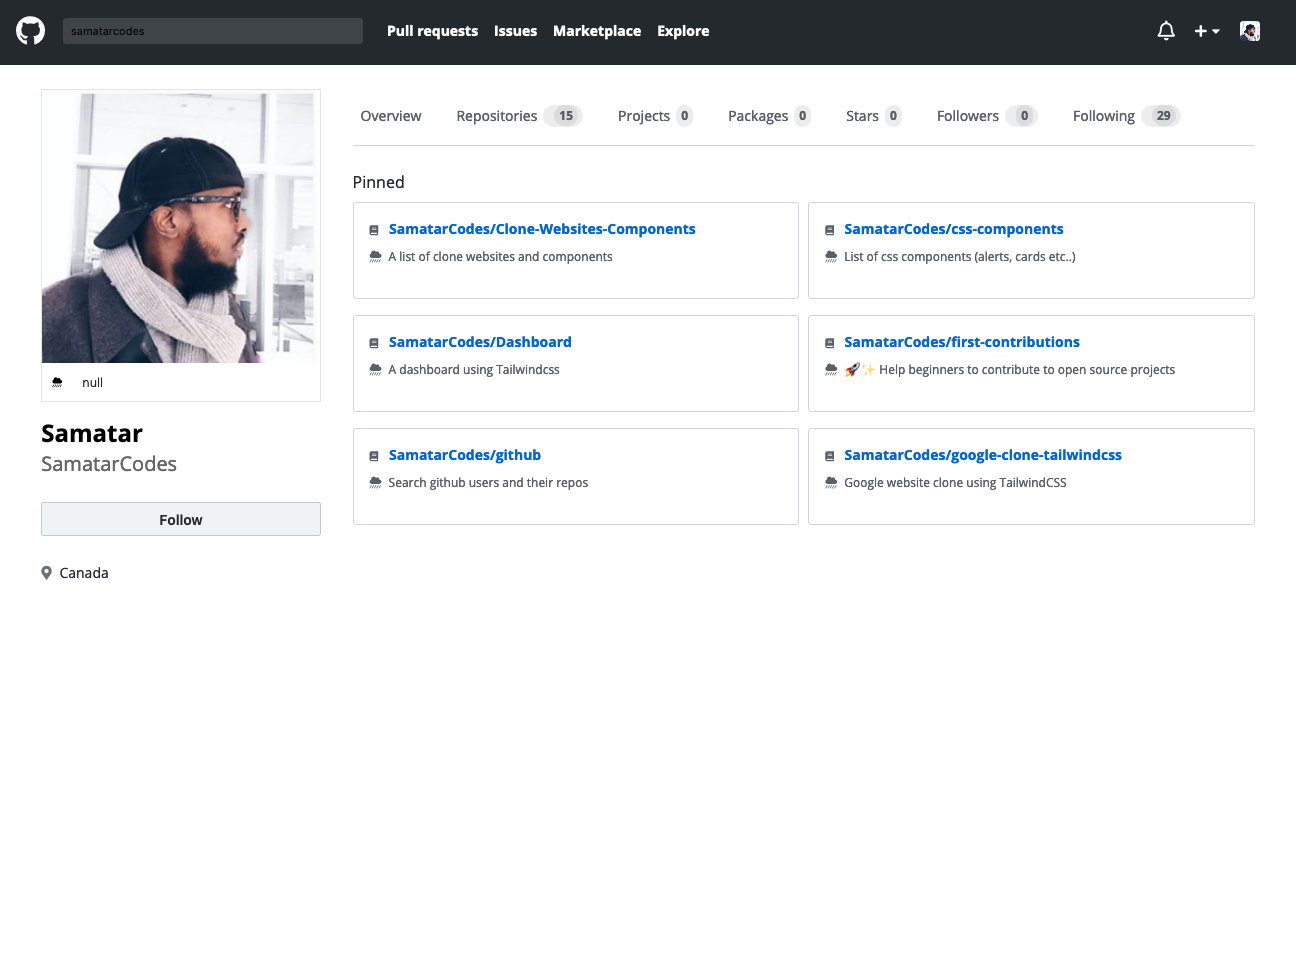 samatarcodes Pull requests Issues Marketplace Explore
Overview Repositories 15 Projects 0 Packages 0 Stars 0 Followers 0 Following 29
Pinned
SamatarCodes/Clone-Websites-Components
A list of clone websites and components
SamatarCodes/css-components
List of css components (alerts, cards etc..)
SamatarCodes/Dashboard
A dashboard using Tailwindcss
SamatarCodes/first-contributions
🚀✨ Help beginners to contribute to open source projects
SamatarCodes/github
Search github users and their repos
SamatarCodes/google-clone-tailwindcss
Google website clone using TailwindCSS
null
Samatar
SamatarCodes
Follow
Canada